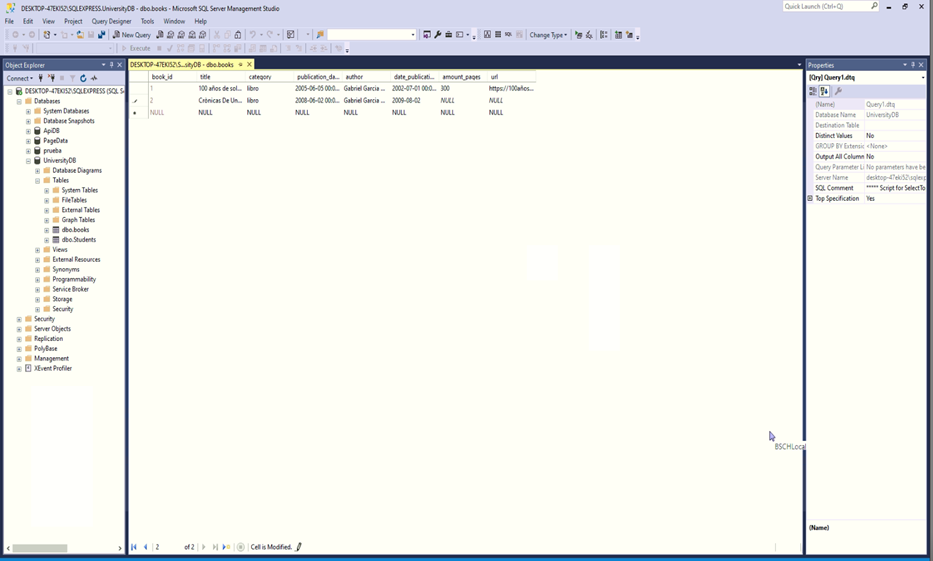 DESKTOP-47EKI52\SQLEXPRESS.UniversityDB - dbo.books - Microsoft SQL Server Management Studio
Quick Launch (Ctrl+Q)
File Edit View Project Query Designer Tools Window Help
New Query
Execute
Change Type
Object Explorer
Connect
DESKTOP-47EKI52\SQLEXPRESS (SQL S
Databases
System Databases
Database Snapshots
ApiDB
PageData
prueba
UniversityDB
Database Diagrams
Tables
System Tables
FileTables
External Tables
Graph Tables
dbo.books
dbo.Students
Views
External Resources
Synonyms
Programmability
Service Broker
Storage
Security
Security
Server Objects
Replication
PolyBase
Management
XEvent Profiler
DESKTOP-47EKI52\S...sityDB - dbo.books
book_id title category publication_da... author date_publicati... amount_pages url
1 100 años de sol... libro 2005-06-05 00:0... Gabriel Garcia ... 2002-07-01 00:0... 300 https://100años...
2 Crónicas De Un... libro 2008-06-02 00:0... Gabriel Garcia ... 2009-08-02 NULL NULL
NULL NULL NULL NULL NULL NULL NULL NULL
BSCHLocal
2 of 2 Cell is Modified.
Properties
[Qry] Query1.dtq
(Name) Query1.dtq
Database Name UniversityDB
Destination Table
Distinct Values No
GROUP BY Extensio <None>
Output All Column No
Query Parameter Li No parameters have be
Server Name desktop-47eki52\sqlexpr
SQL Comment ***** Script for SelectTo
Top Specification Yes
(Name)